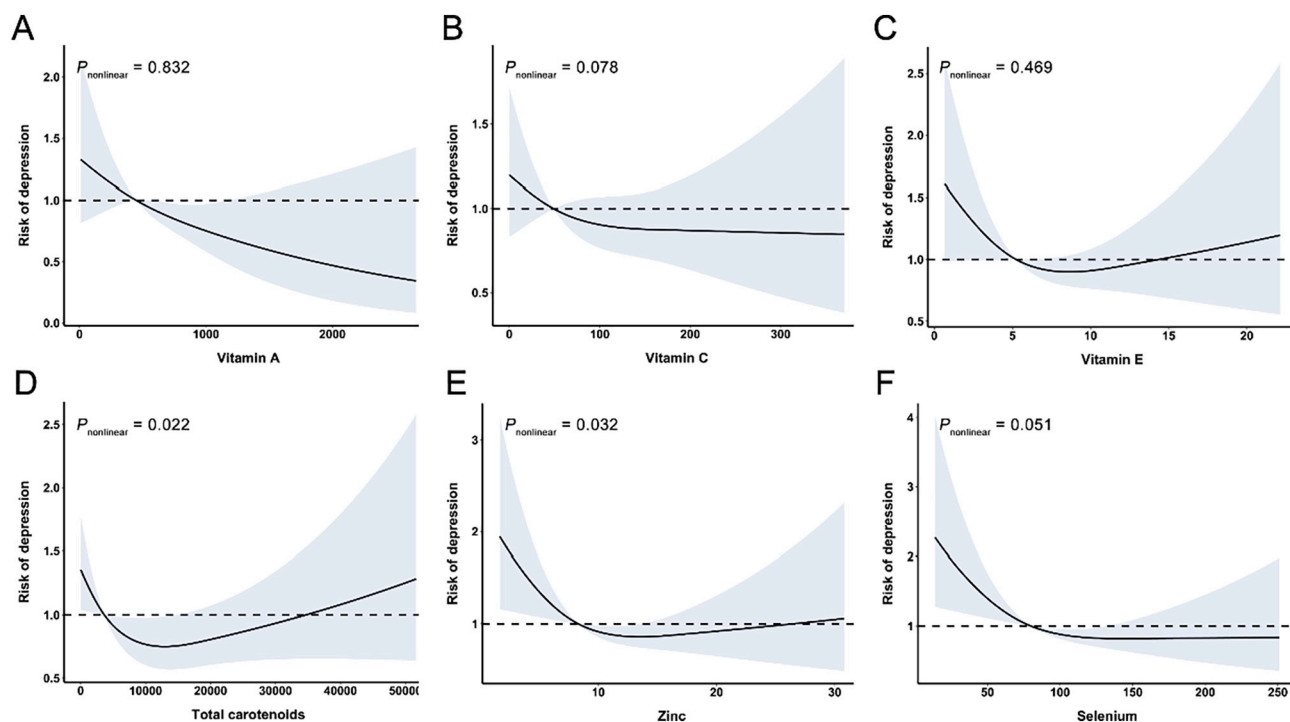 A
P nonlinear = 0.832
Risk of depression
2.0
1.5
1.0
0.5
0.0
0
1000
2000
Vitamin A
B
P nonlinear = 0.078
Risk of depression
1.5
1.0
0.5
0
100
200
300
Vitamin C
C
P nonlinear = 0.469
Risk of depression
2.5
2.0
1.5
1.0
0.5
0
5
10
15
20
Vitamin E
D
P nonlinear = 0.022
Risk of depression
2.5
2.0
1.5
1.0
0.5
0
10000
20000
30000
40000
Total carotenoids
E
P nonlinear = 0.032
Risk of depression
3
2
1
10
20
30
Zinc
F
P nonlinear = 0.051
Risk of depression
4
3
2
1
50
100
150
200
250
Selenium